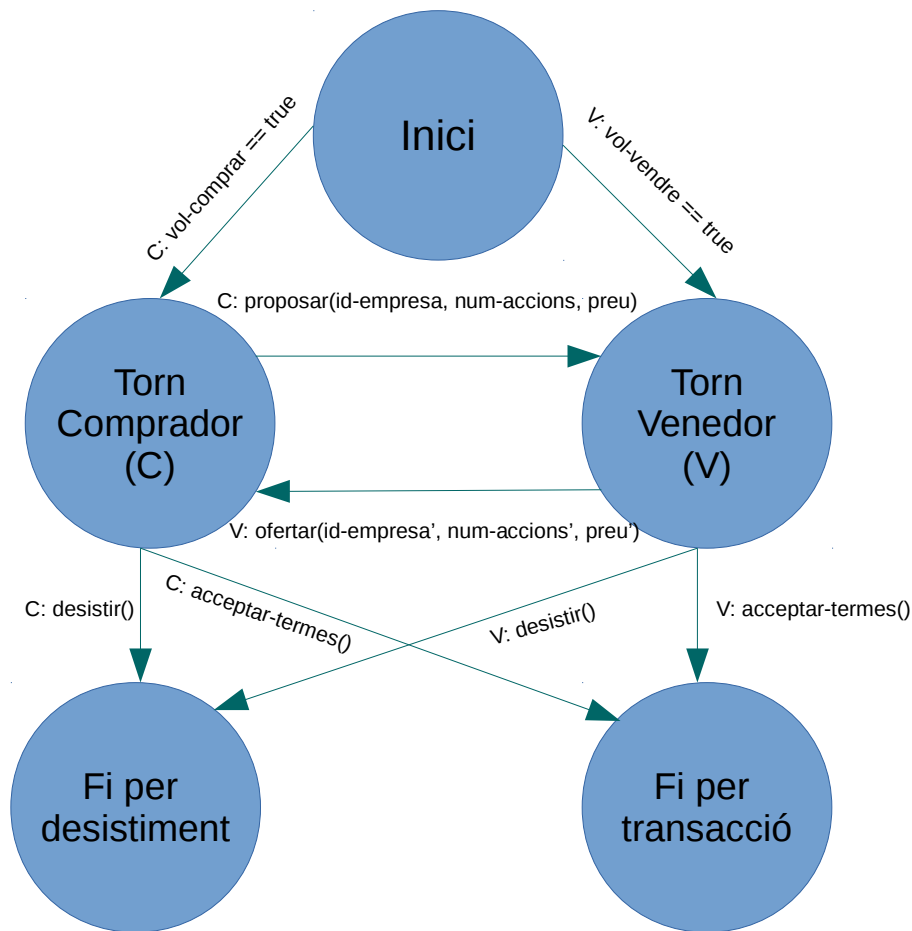 Inici
C: vol-comprar == true
V: vol-vendre == true
C: proposar(id-empresa, num-accions, preu)
Torn
Comprador
(C)
Torn
Venedor
(V)
V: ofertar(id-empresa’, num-accions’, preu’)
C: desistir()
C: acceptar-termes()
V: desistir()
V: acceptar-termes()
Fi per
desistiment
Fi per
transacció